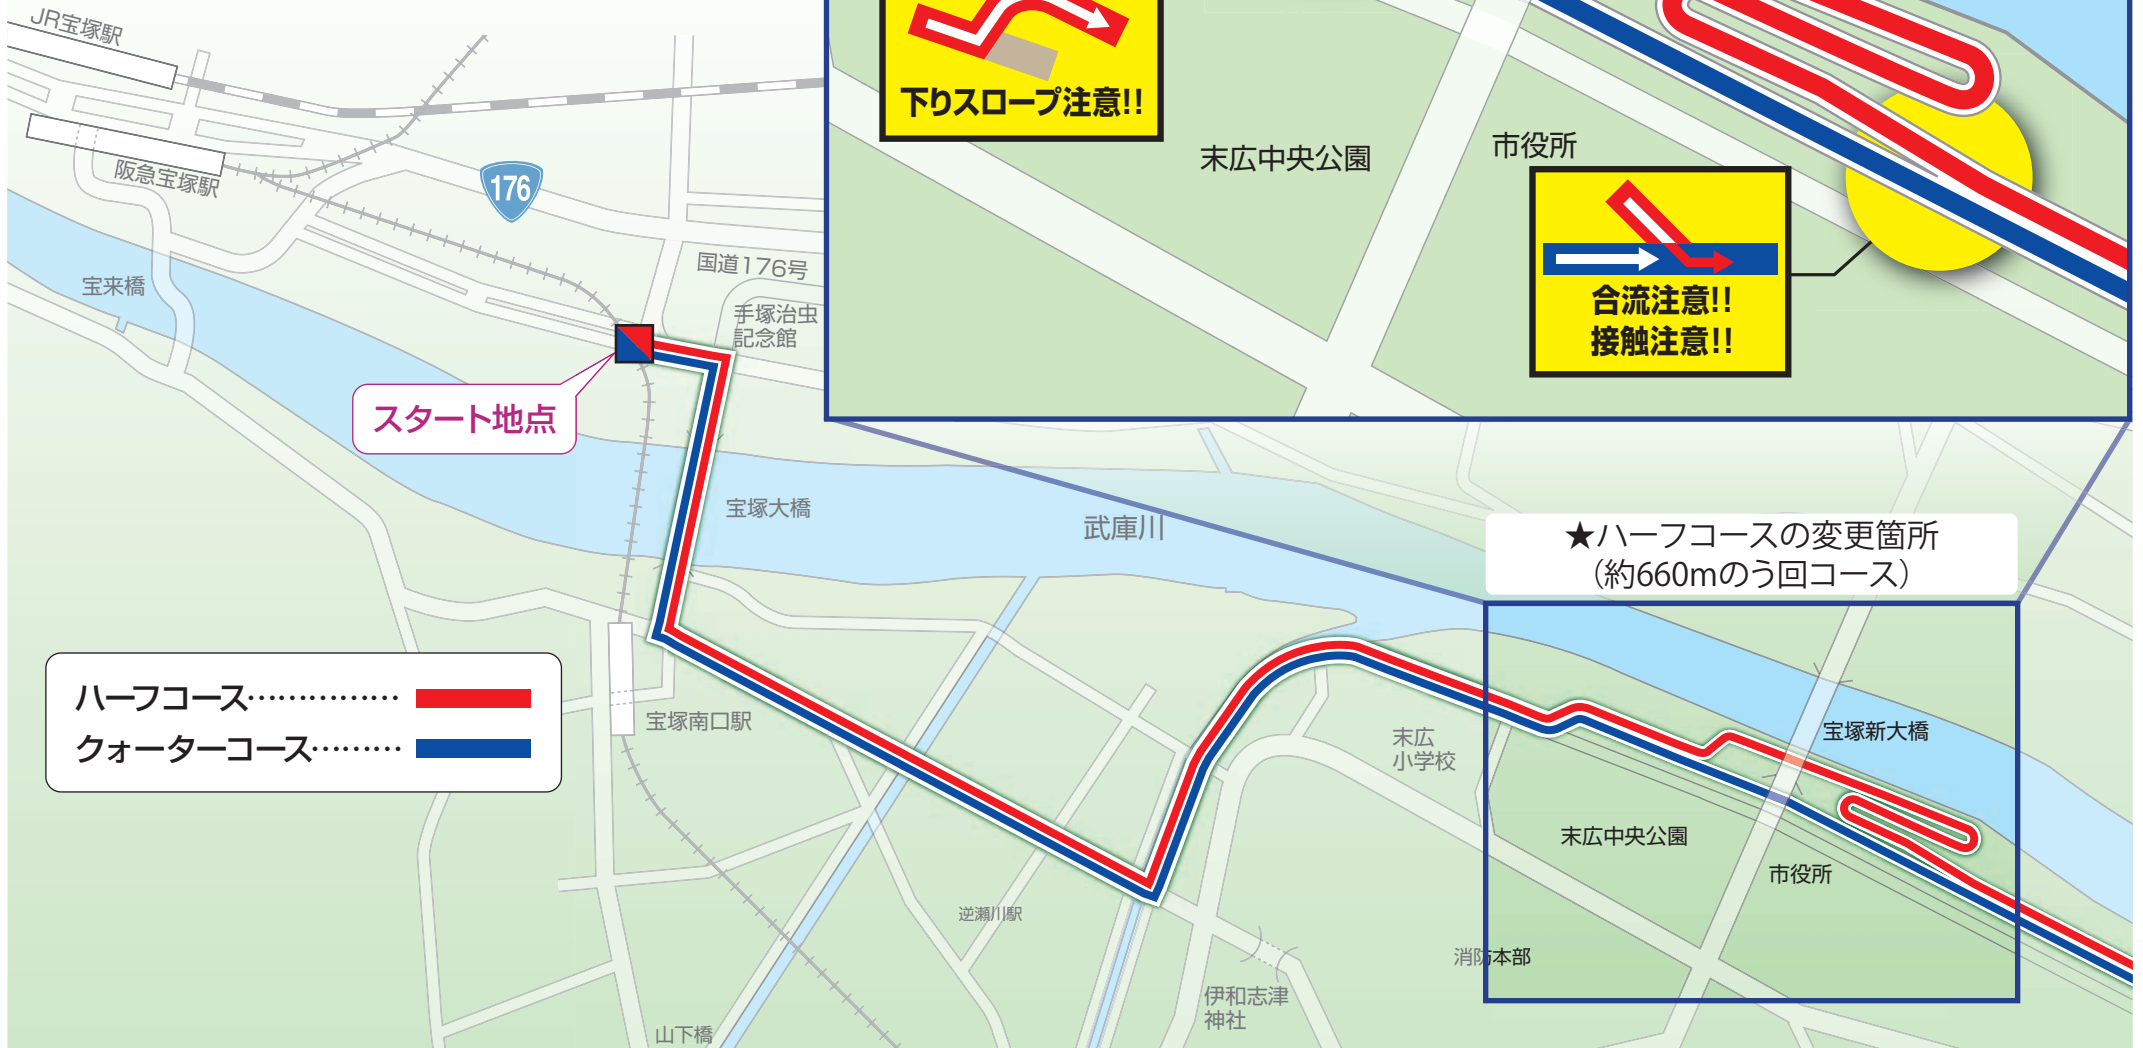 JR宝塚駅
阪急宝塚駅
176
宝来橋
国道176号
手塚治虫
記念館
スタート地点
下りスロープ注意!!
末広中央公園
市役所
合流注意!!
接触注意!!
宝塚大橋
武庫川
★ハーフコースの変更箇所
(約660mのう回コース)
ハーフコース……………
クォーターコース………
宝塚南口駅
末広
小学校
宝塚新大橋
末広中央公園
市役所
逆瀬川駅
消防本部
伊和志津
神社
山下橋